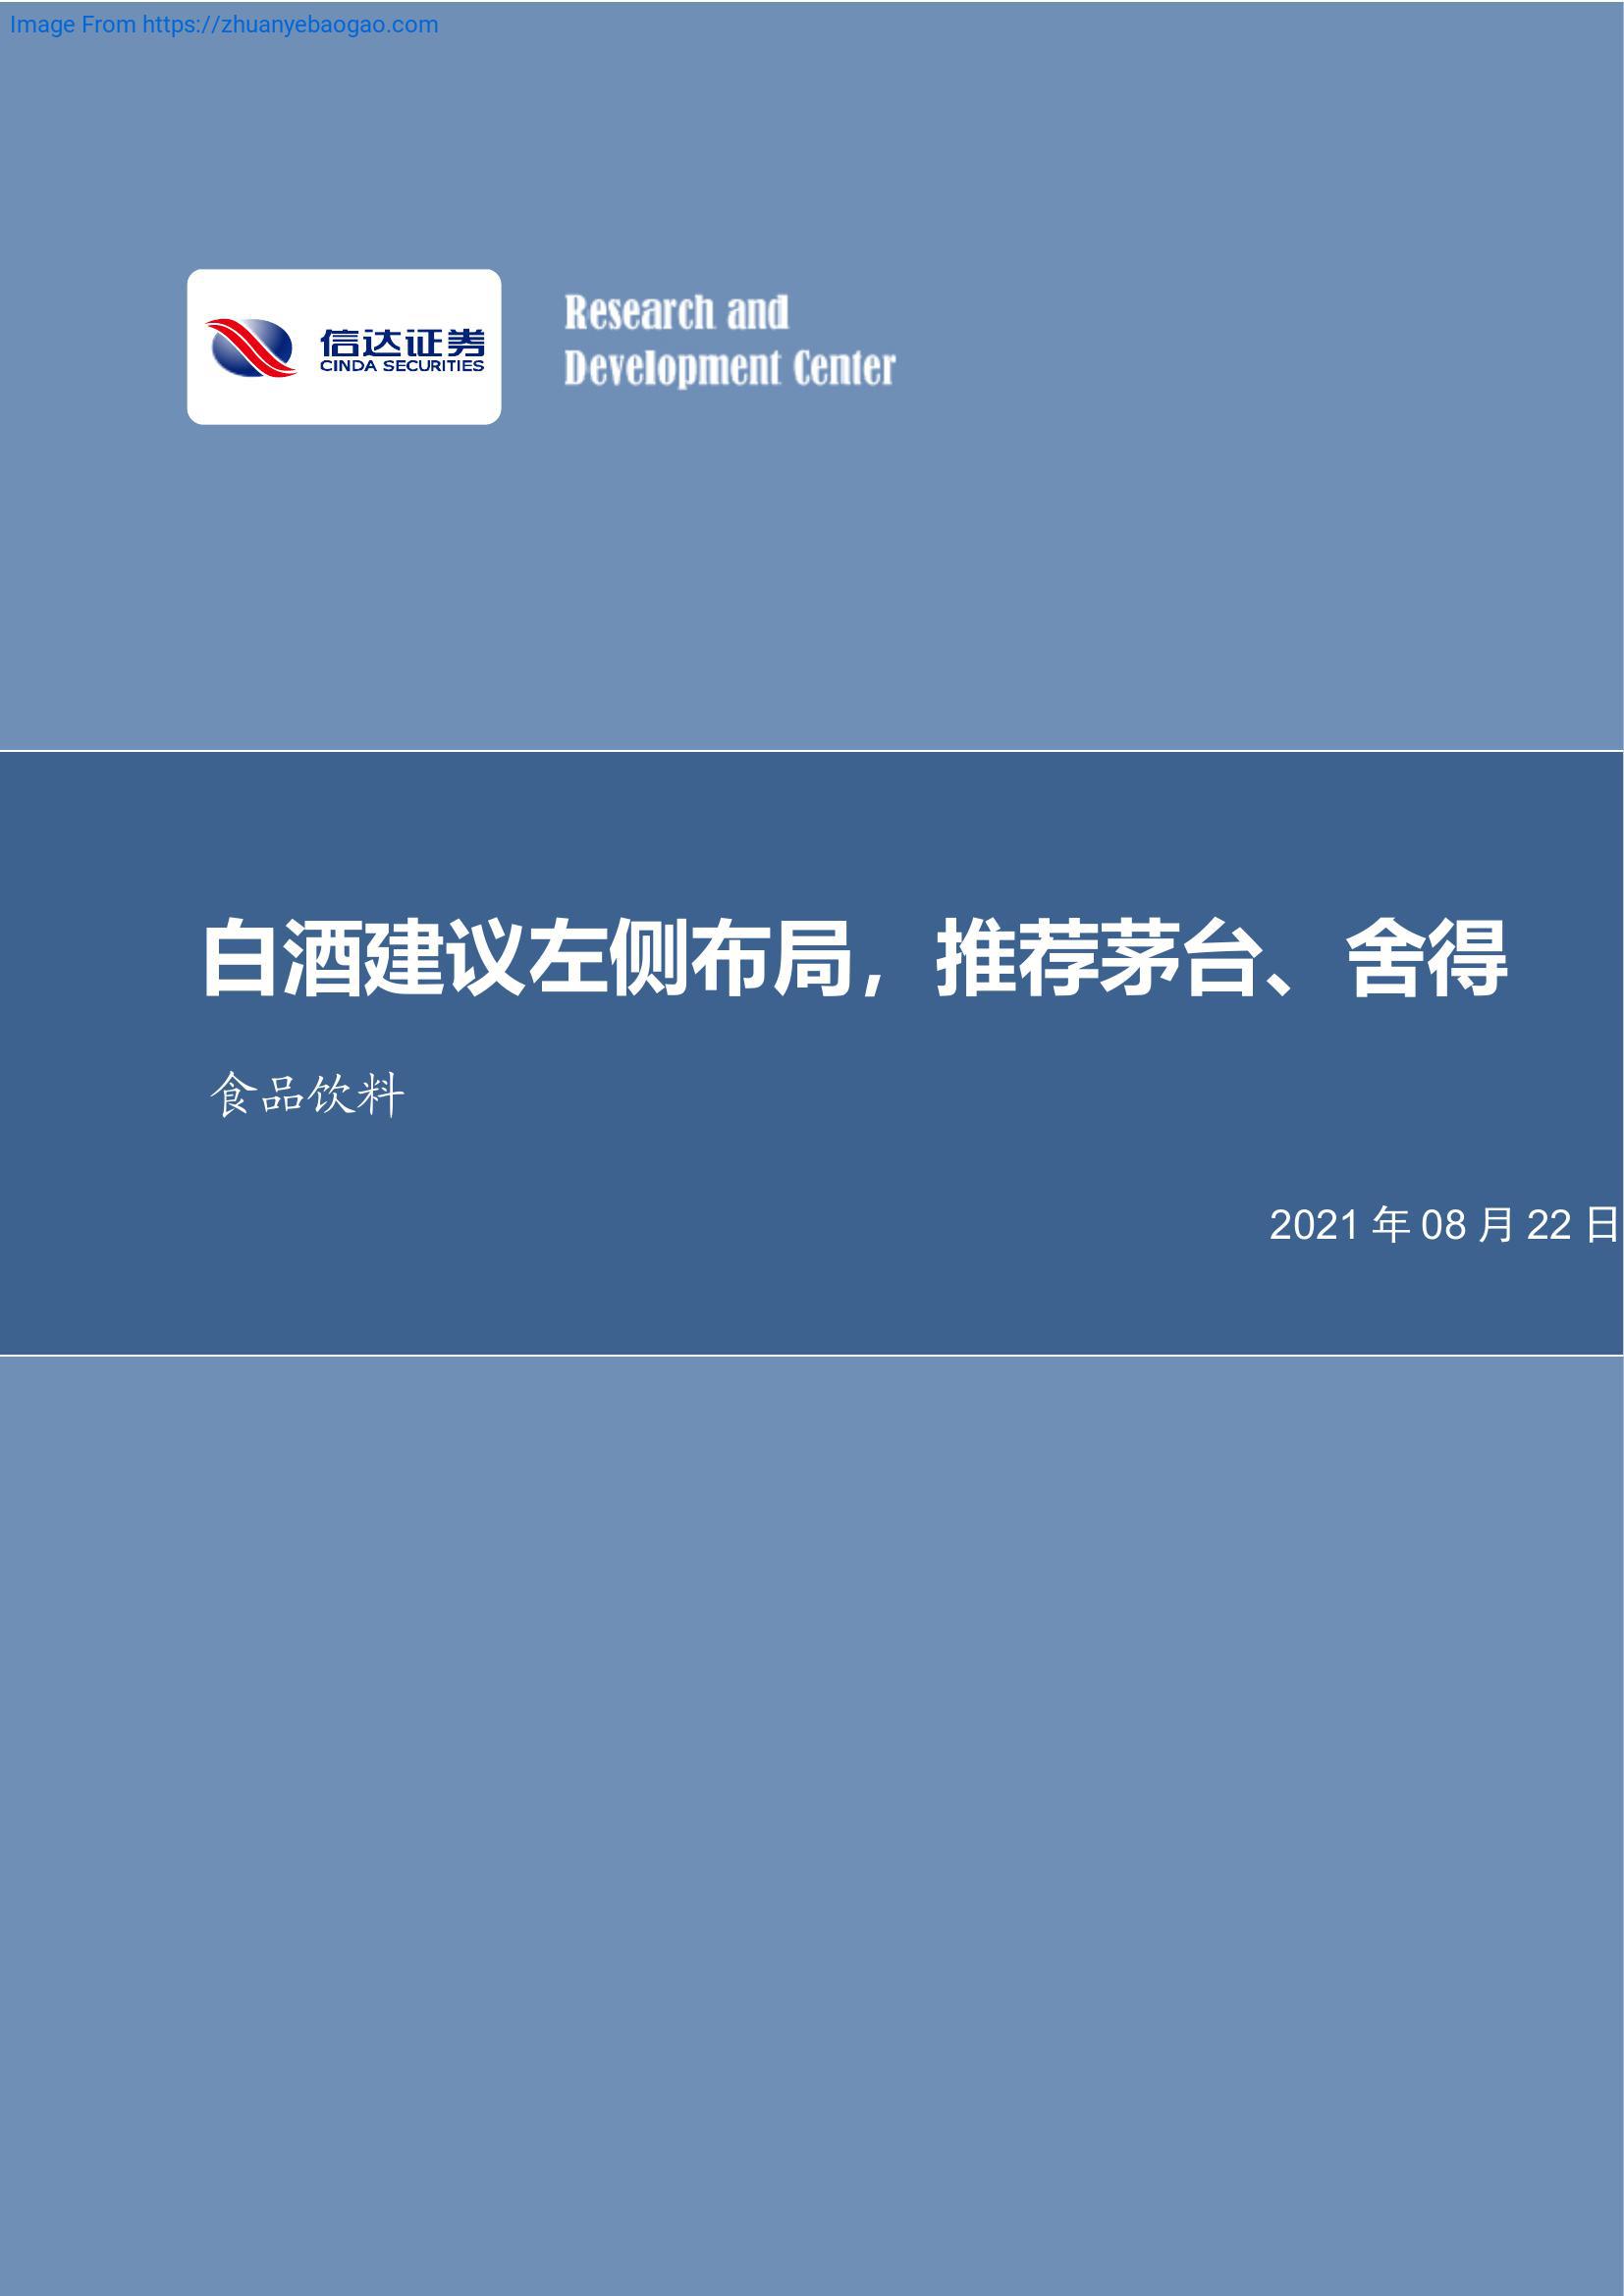 Image From https://zhuanyebaogao.com
信达证券
CINDA SECURITIES
Research and
Development Center
白酒建议左侧布局，推荐茅台、舍得
食品饮料
2021 年 08 月 22 日